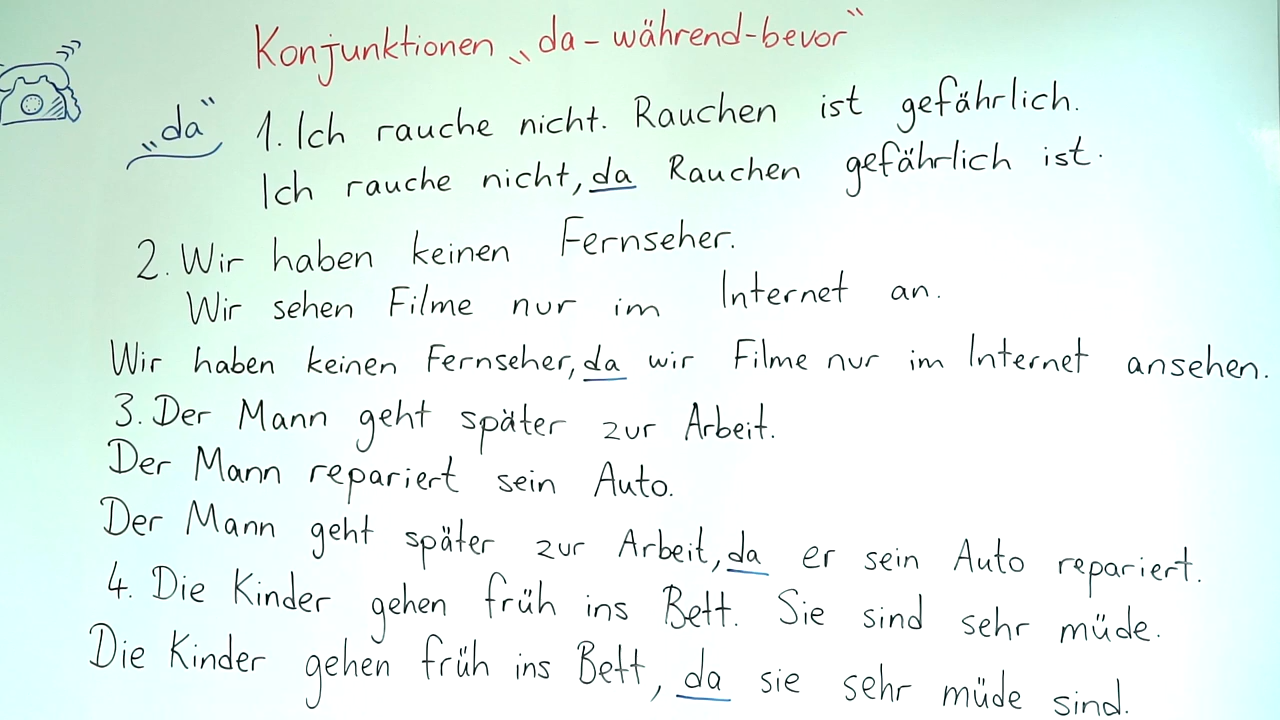 Konjunktionen „da-während-bevor“
„da“ 1. Ich rauche nicht. Rauchen ist gefährlich.
Ich rauche nicht, da Rauchen gefährlich ist.
2. Wir haben keinen Fernseher.
Wir sehen Filme nur im Internet an.
Wir haben keinen Fernseher, da wir Filme nur im Internet ansehen.
3. Der Mann geht später zur Arbeit.
Der Mann repariert sein Auto.
Der Mann geht später zur Arbeit, da er sein Auto repariert.
4. Die Kinder gehen früh ins Bett. Sie sind sehr müde.
Die Kinder gehen früh ins Bett, da sie sehr müde sind.